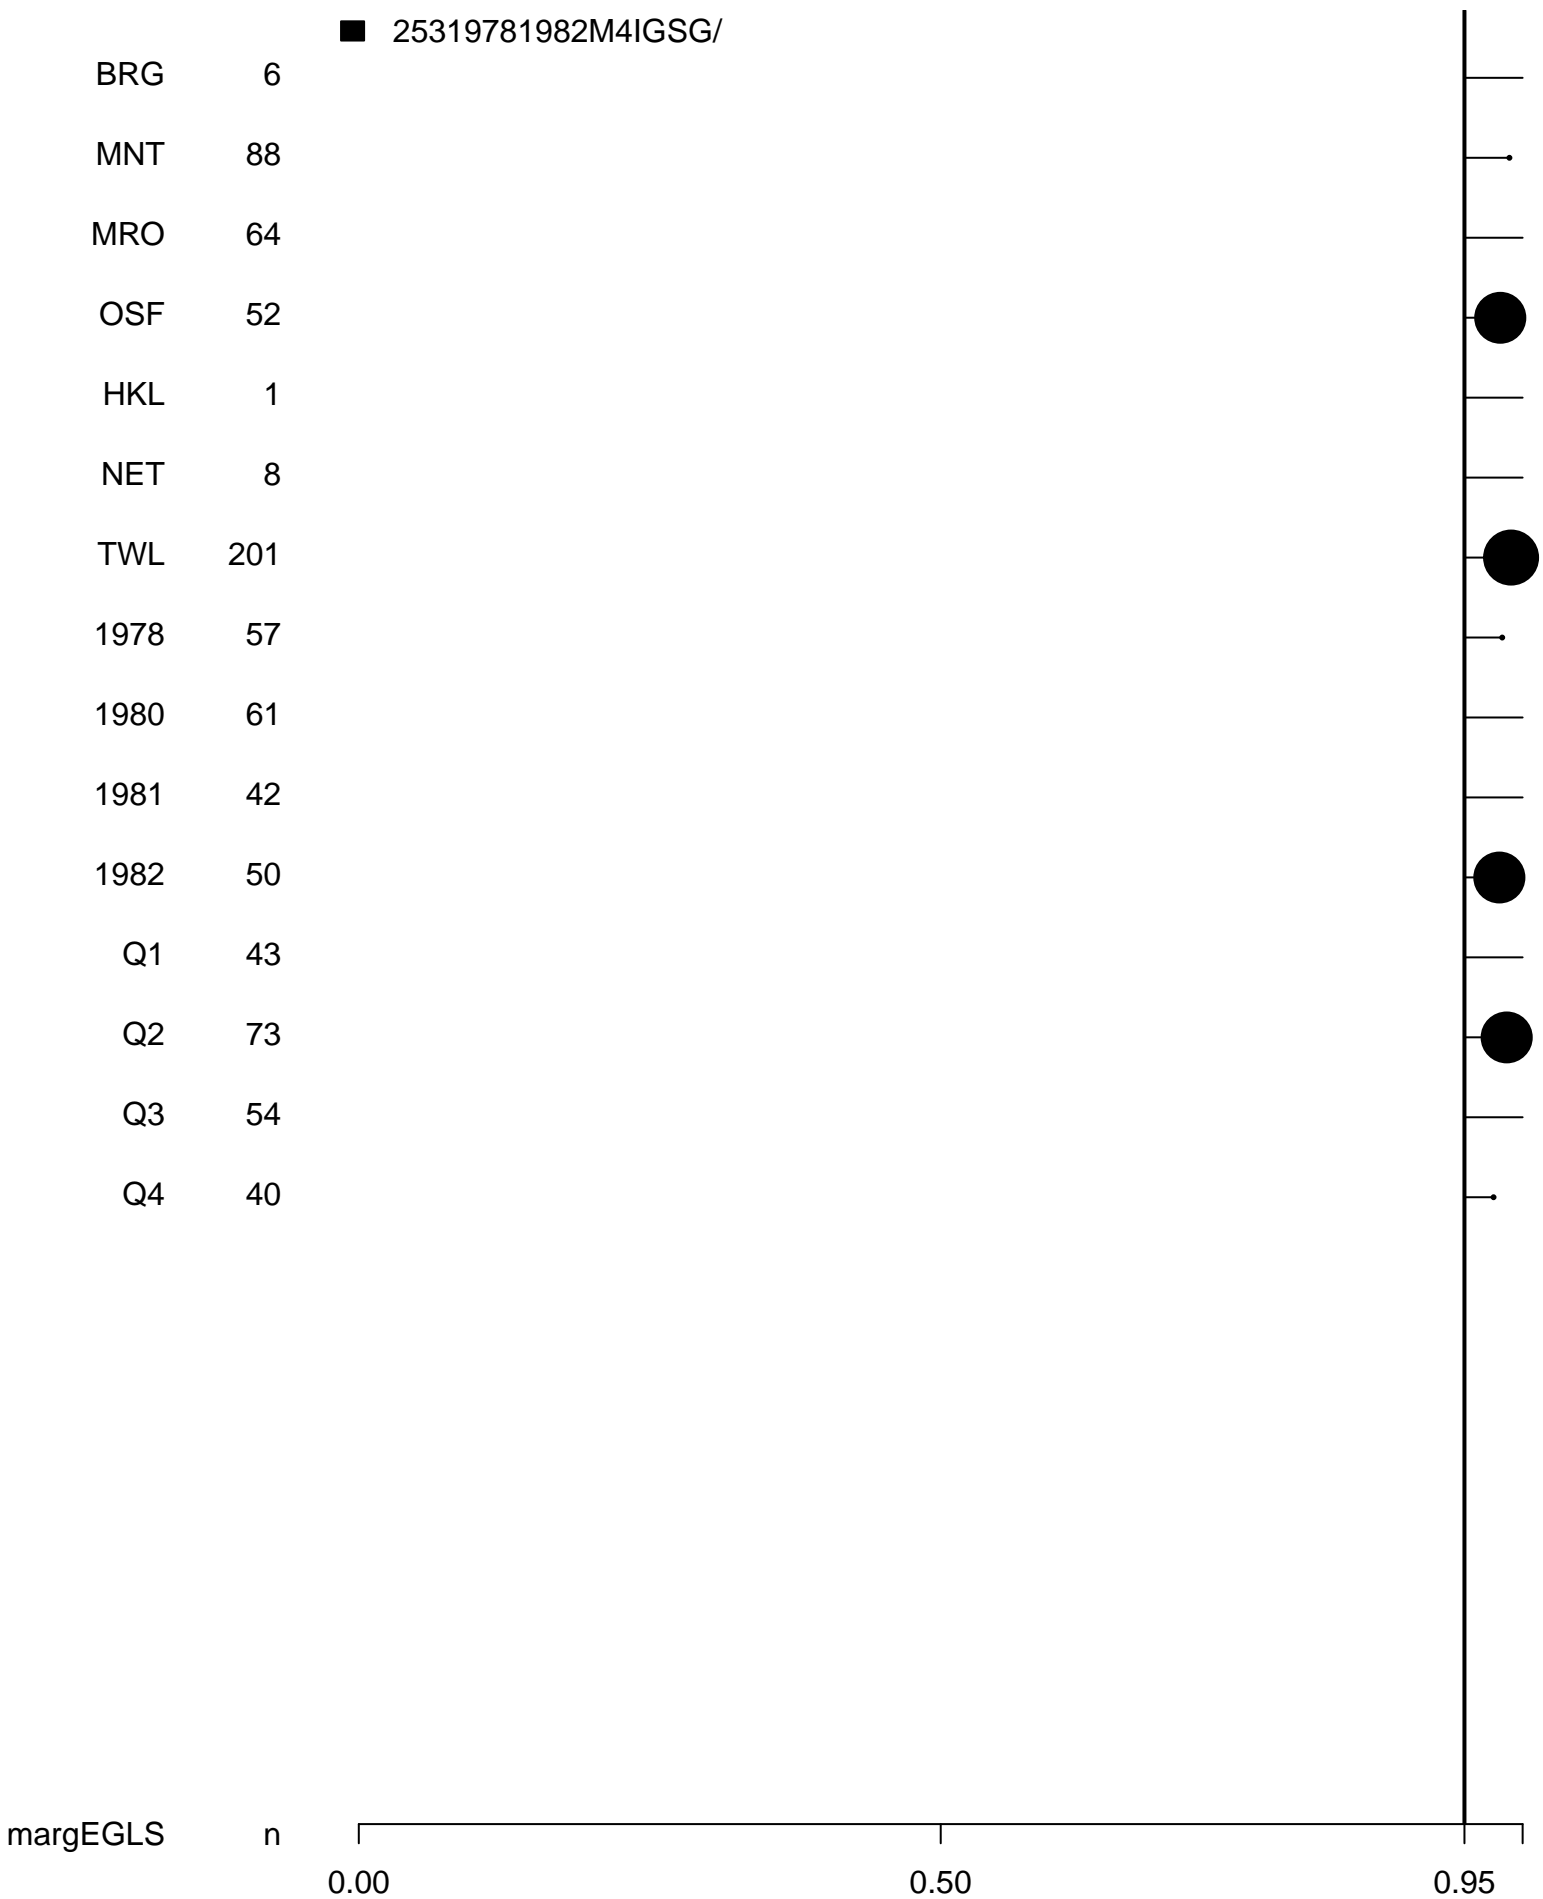 25319781982M4IGSG/
BRG 6
MNT 88
MRO 64
OSF 52
HKL 1
NET 8
TWL 201
1978 57
1980 61
1981 42
1982 50
Q1 43
Q2 73
Q3 54
Q4 40
margEGLS n
0.00 0.50 0.95